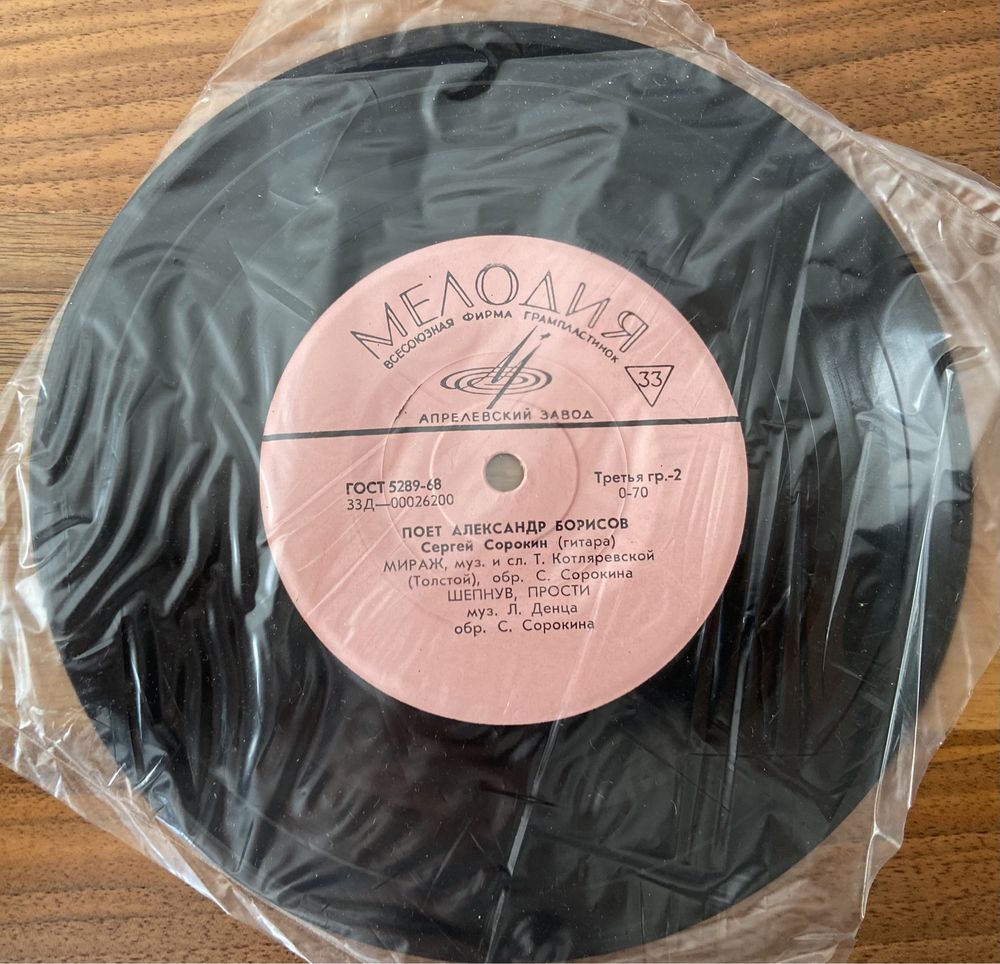 МЕЛОДИЯ
ВСЕСОЮЗНАЯ ФИРМА ГРАМПЛАСТИНОК
33
АПРЕЛЕВСКИЙ ЗАВОД
ГОСТ 5289-68
33Д—00026200
Третья гр.-2
0-70
ПОЕТ АЛЕКСАНДР БОРИСОВ
Сергей Сорокин (гитара)
МИРАЖ, муз. и сл. Т. Котляревской
(Толстой), обр. С. Сорокина
ШЕПНУВ, ПРОСТИ
муз. Л. Денца
обр. С. Сорокина